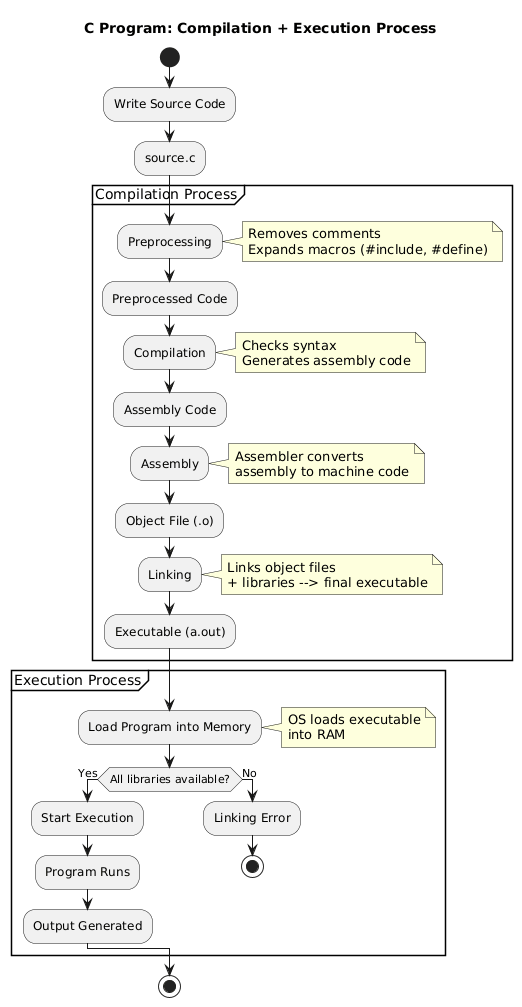 C Program: Compilation + Execution Process
Write Source Code
source.c
Compilation Process
Preprocessing
Removes comments
Expands macros (#include, #define)
Preprocessed Code
Compilation
Checks syntax
Generates assembly code
Assembly Code
Assembly
Assembler converts
assembly to machine code
Object File (.o)
Linking
Links object files
+ libraries --> final executable
Executable (a.out)
Execution Process
Load Program into Memory
OS loads executable
into RAM
Yes
All libraries available?
No
Start Execution
Linking Error
Program Runs
Output Generated